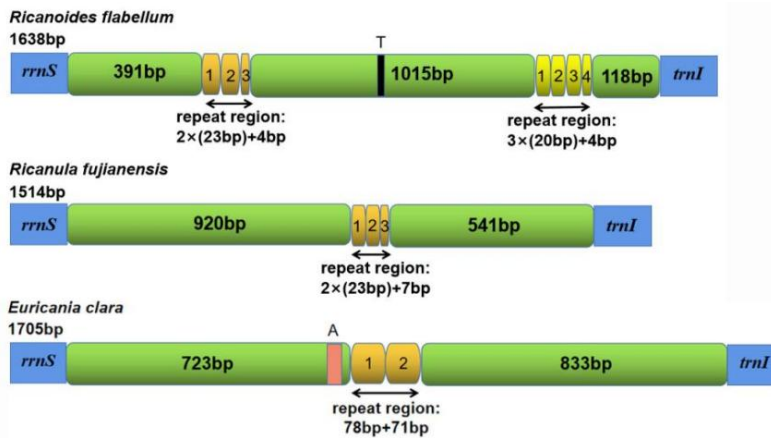 Ricanoides flabellum
1638bp
T
rrnS 391bp 1 2 3 1015bp 1 2 3 4 118bp trnI
repeat region: repeat region:
2×(23bp)+4bp 3×(20bp)+4bp
Ricanula fujianensis
1514bp
rrnS 920bp 1 2 3 541bp trnI
repeat region:
2×(23bp)+7bp
Euricania clara
1705bp
A
rrnS 723bp 1 2 833bp trnI
repeat region:
78bp+71bp